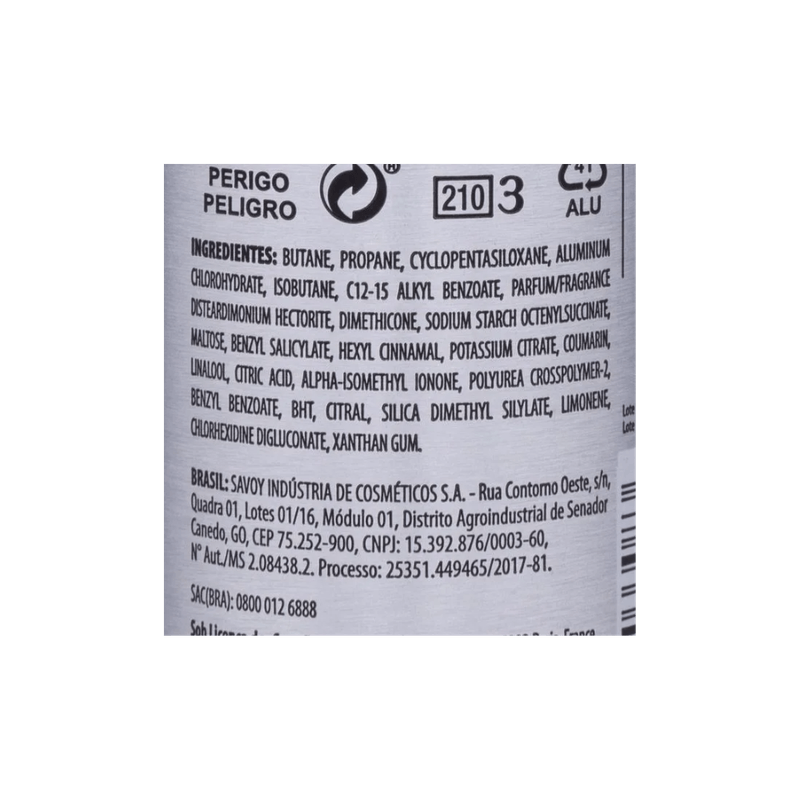 PERIGO
PELIGRO
®
210 3
41
ALU
INGREDIENTES: BUTANE, PROPANE, CYCLOPENTASILOXANE, ALUMINUM
CHLOROHYDRATE, ISOBUTANE, C12-15 ALKYL BENZOATE, PARFUM/FRAGRANCE
DISTEARDIMONIUM HECTORITE, DIMETHICONE, SODIUM STARCH OCTENYLSUCCINATE,
MALTOSE, BENZYL SALICYLATE, HEXYL CINNAMAL, POTASSIUM CITRATE, COUMARIN,
LINALOOL, CITRIC ACID, ALPHA-ISOMETHYL IONONE, POLYUREA CROSSPOLYMER-2,
BENZYL BENZOATE, BHT, CITRAL, SILICA DIMETHYL SILYLATE, LIMONENE,
CHLORHEXIDINE DIGLUCONATE, XANTHAN GUM.
BRASIL: SAVOY INDÚSTRIA DE COSMÉTICOS S.A. - Rua Contorno Oeste, s/n,
Quadra 01, Lotes 01/16, Módulo 01, Distrito Agroindustrial de Senador
Canedo, GO, CEP 75.252-900, CNPJ: 15.392.876/0003-60,
N° Aut./MS 2.08438.2. Processo: 25351.449465/2017-81.
SAC(BRA): 0800 012 6888
Lote
Lote